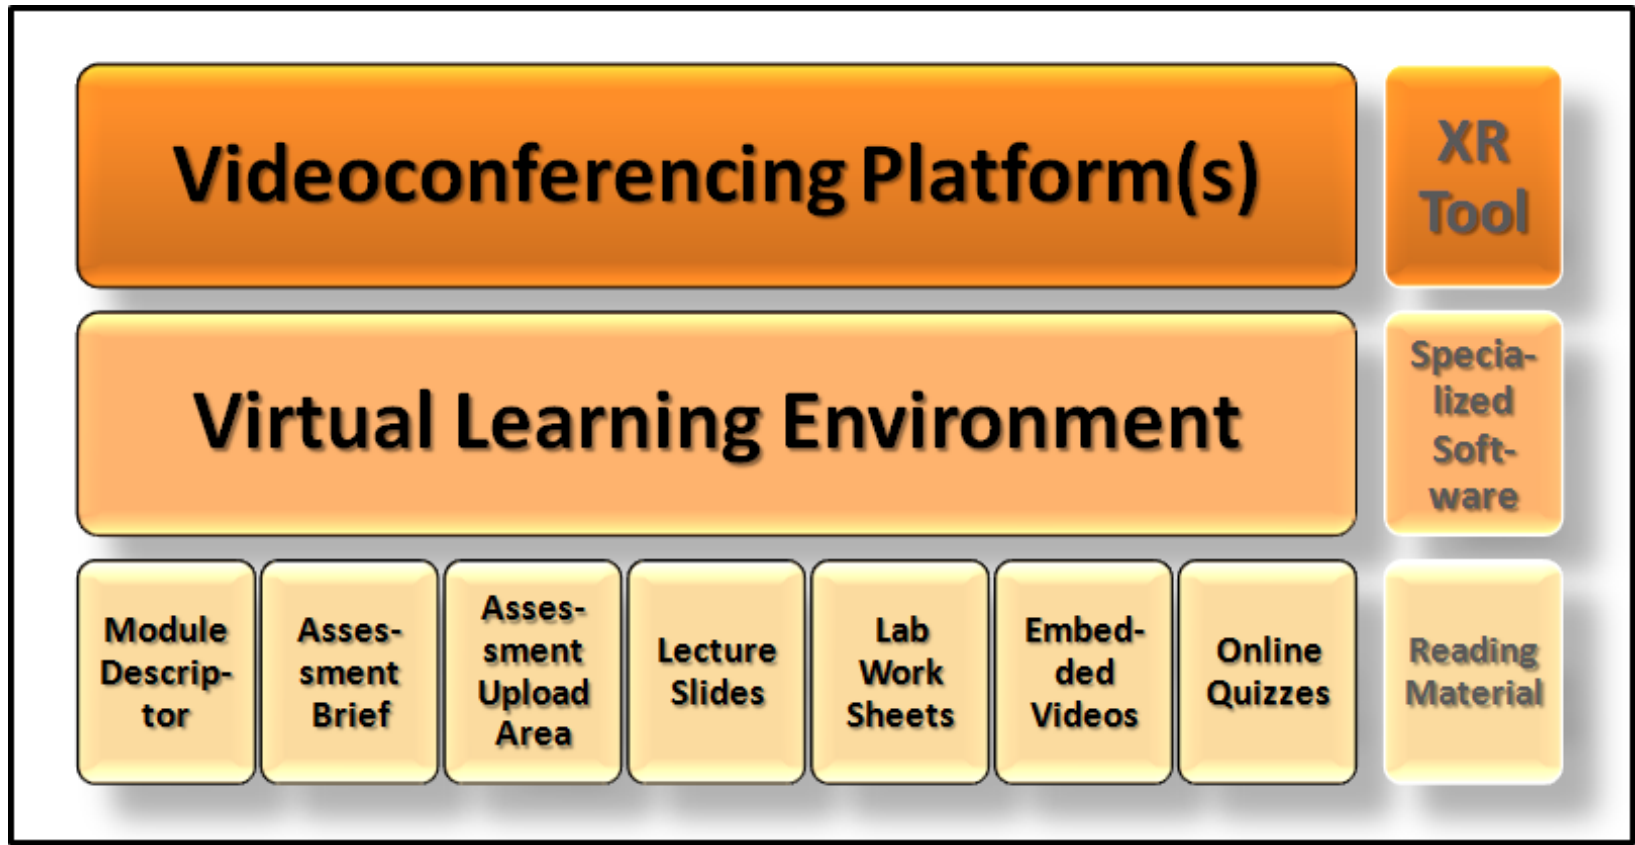 Videoconferencing Platform(s)
XR
Tool
Virtual Learning Environment
Specia-
lized
Soft-
ware
Module
Descrip-
tor
Asses-
sment
Brief
Asses-
sment
Upload
Area
Lecture
Slides
Lab
Work
Sheets
Embed-
ded
Videos
Online
Quizzes
Reading
Material